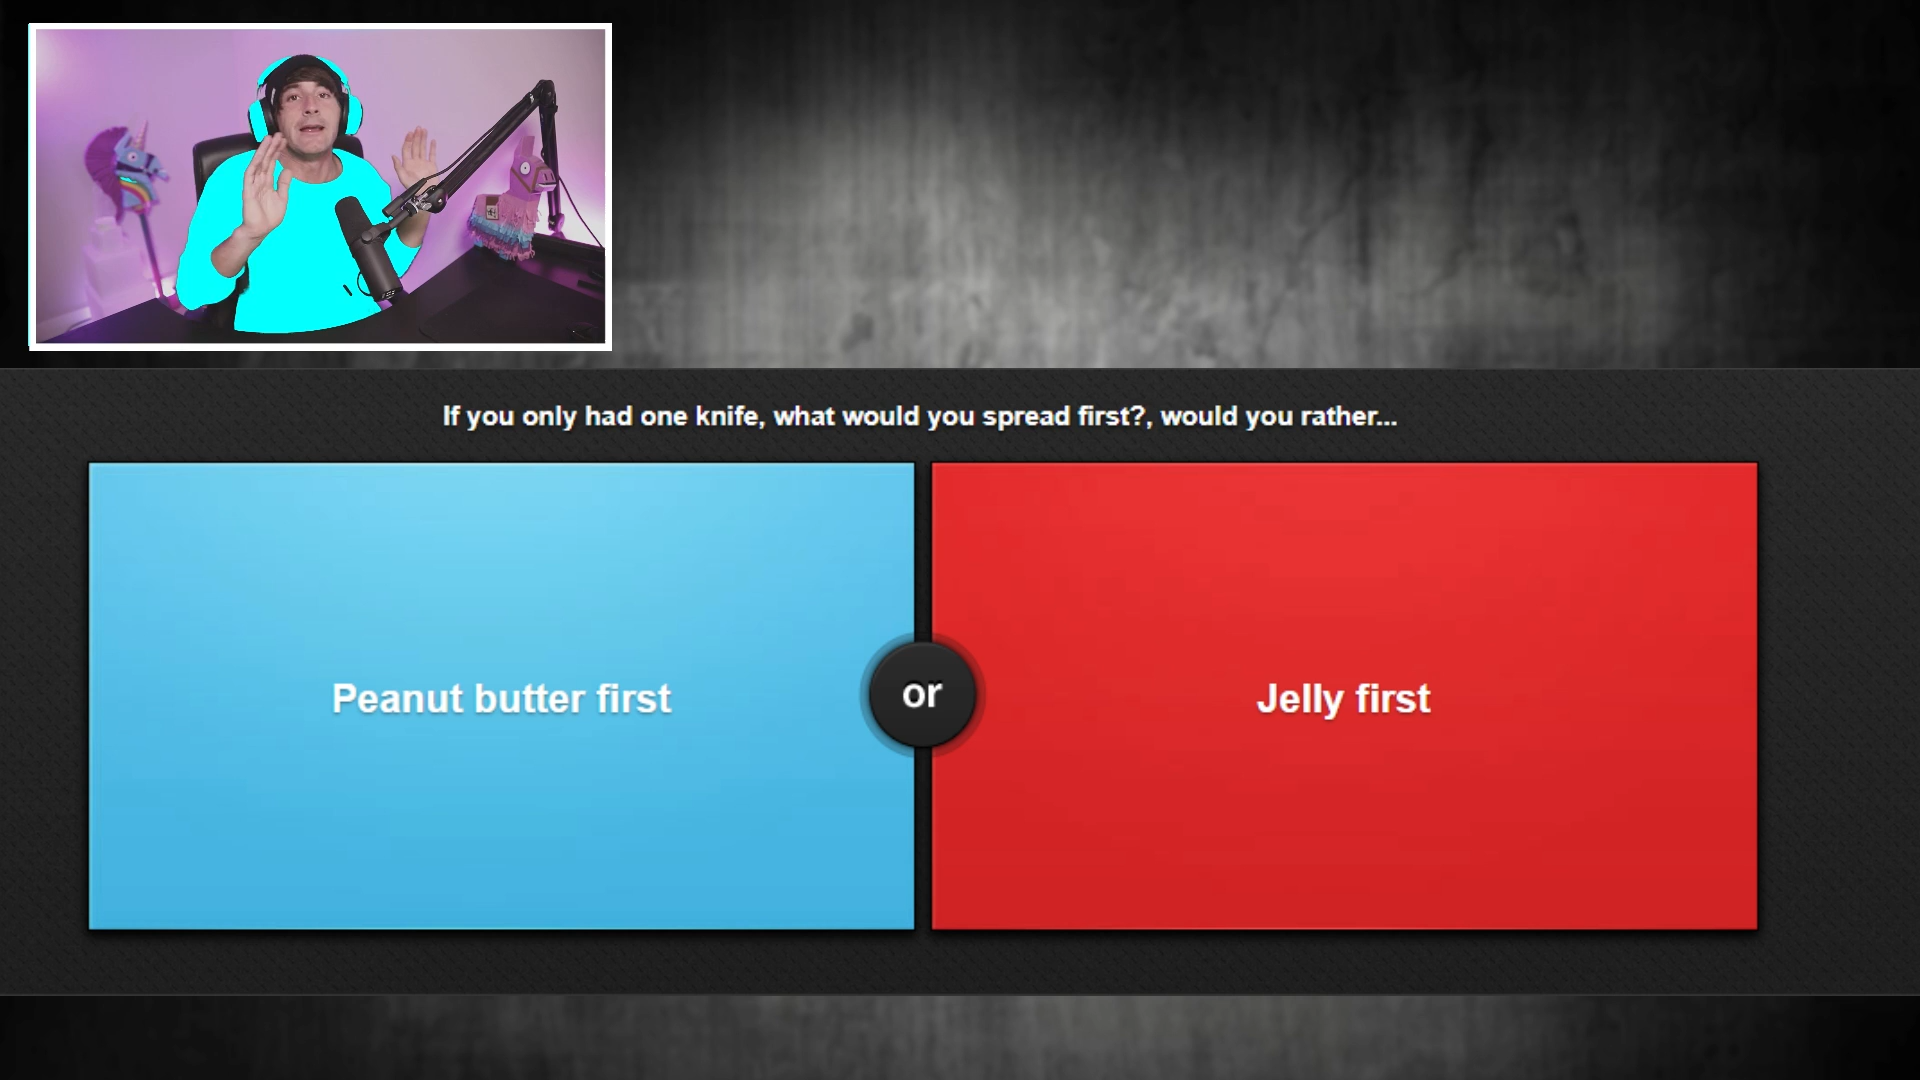 If you only had one knife, what would you spread first?, would you rather...
Peanut butter first
or
Jelly first